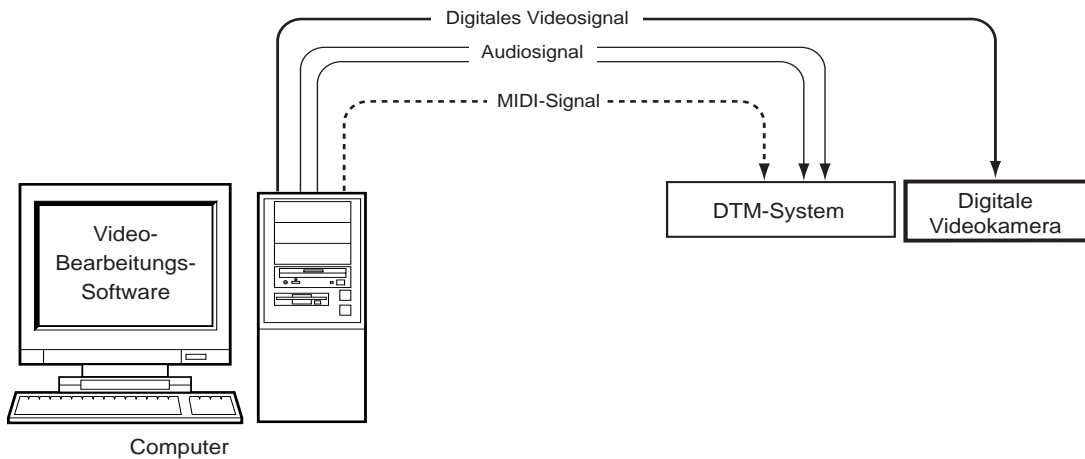 Digitales Videosignal
Audiosignal
MIDI-Signal
Video-
Bearbeitungs-
Software
DTM-System
Digitale
Videokamera
Computer